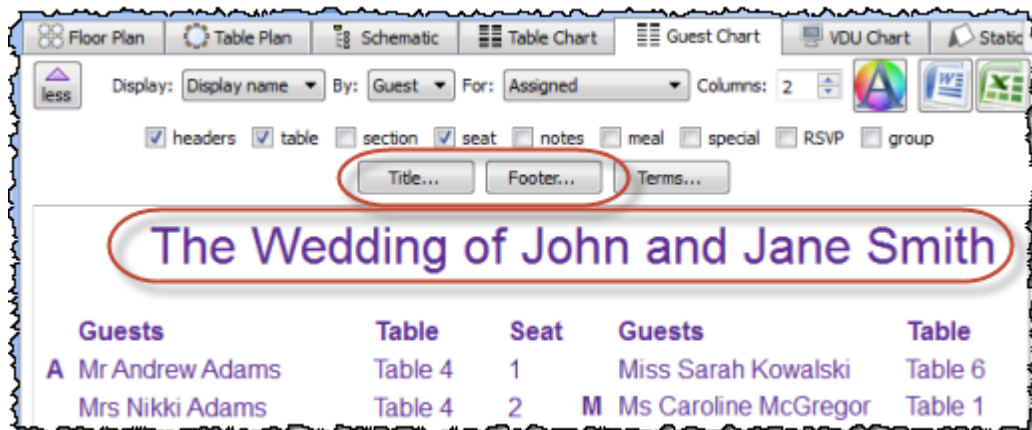 Floor Plan Table Plan Schematic Table Chart Guest Chart VDU Chart Static
less Display: Display name By: Guest For: Assigned Columns: 2
headers table section seat notes meal special RSVP group
Title... Footer... Terms...
The Wedding of John and Jane Smith
Guests Table Seat Guests Table
A Mr Andrew Adams Table 4 1 Miss Sarah Kowalski Table 6
Mrs Nikki Adams Table 4 2 M Ms Caroline McGregor Table 1